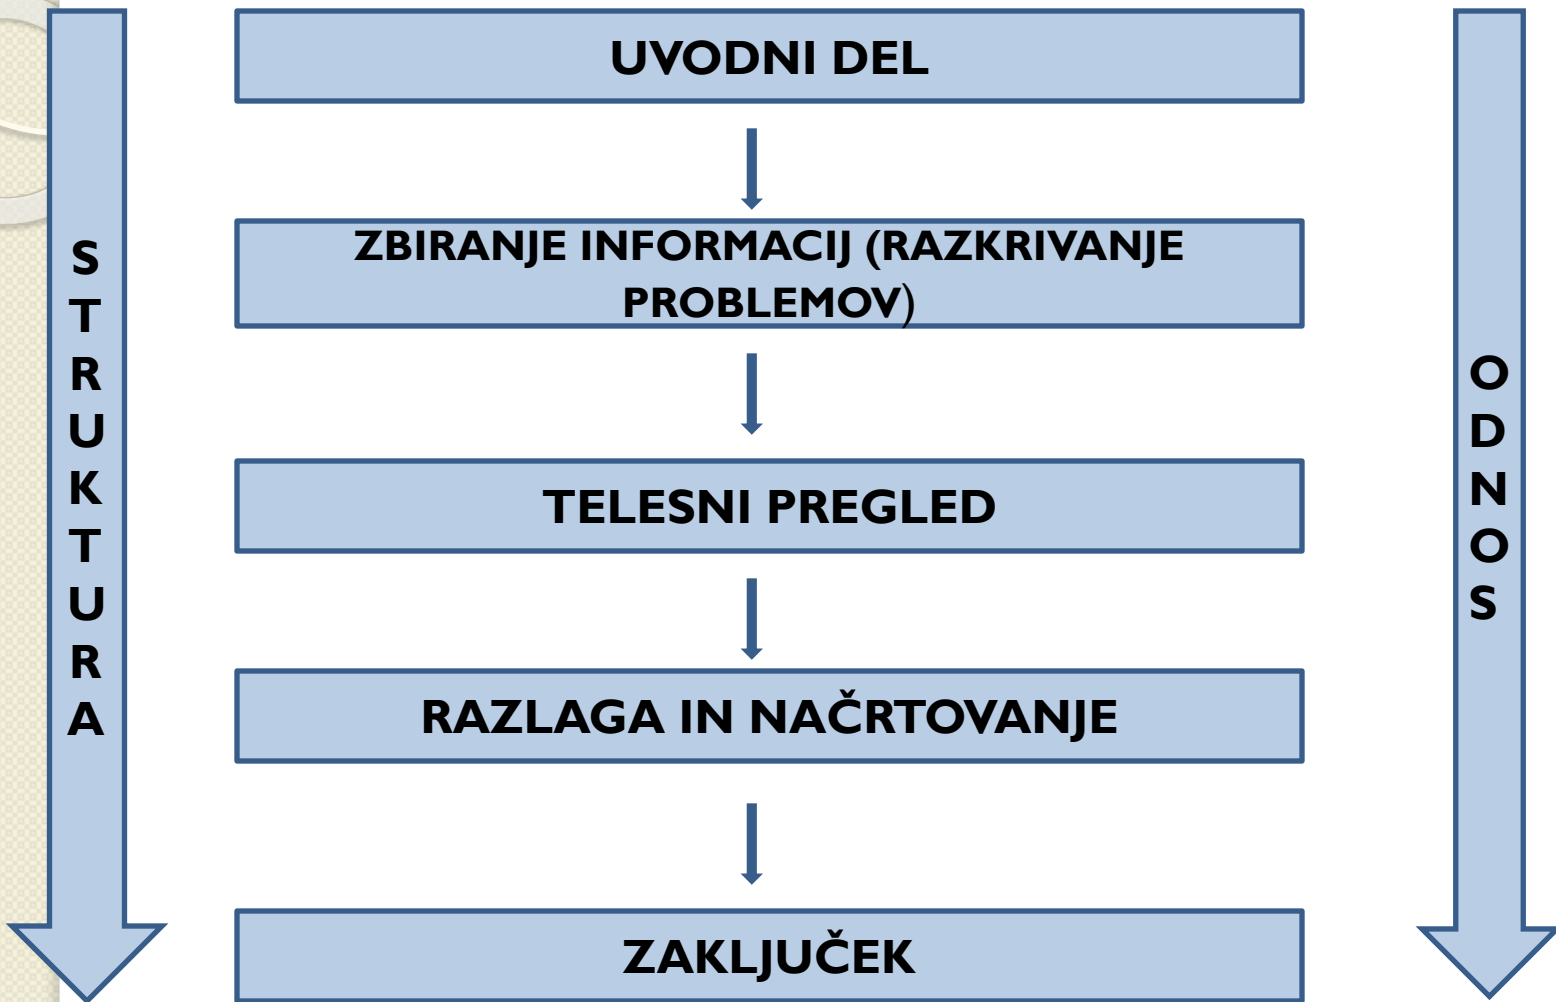 UVODNI DEL
ZBIRANJE INFORMACIJ (RAZKRIVANJE
PROBLEMOV)
TELESNI PREGLED
RAZLAGA IN NAČRTOVANJE
ZAKLJUČEK
STRUKTURA
ODNOS